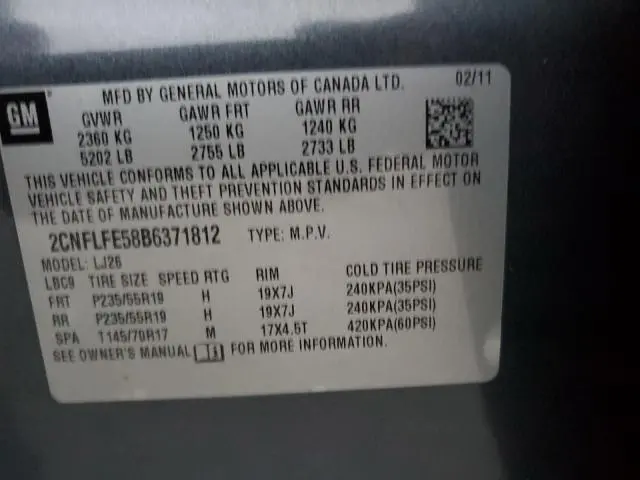 GM
MFD BY GENERAL MOTORS OF CANADA LTD. 02/11
GVWR GAWR FRT GAWR RR
2360 KG 1250 KG 1240 KG
5202 LB 2755 LB 2733 LB
THIS VEHICLE CONFORMS TO ALL APPLICABLE U.S. FEDERAL MOTOR
VEHICLE SAFETY AND THEFT PREVENTION STANDARDS IN EFFECT ON
THE DATE OF MANUFACTURE SHOWN ABOVE.
2CNFLFE58B6371812 TYPE: M.P.V.
MODEL: LJ26
LBC9 TIRE SIZE SPEED RTG RIM COLD TIRE PRESSURE
FRT P235/55R19 H 19X7J 240KPA(35PSI)
RR P235/55R19 H 19X7J 240KPA(35PSI)
SPA T145/70R17 M 17X4.5T 420KPA(60PSI)
SEE OWNER'S MANUAL FOR MORE INFORMATION.